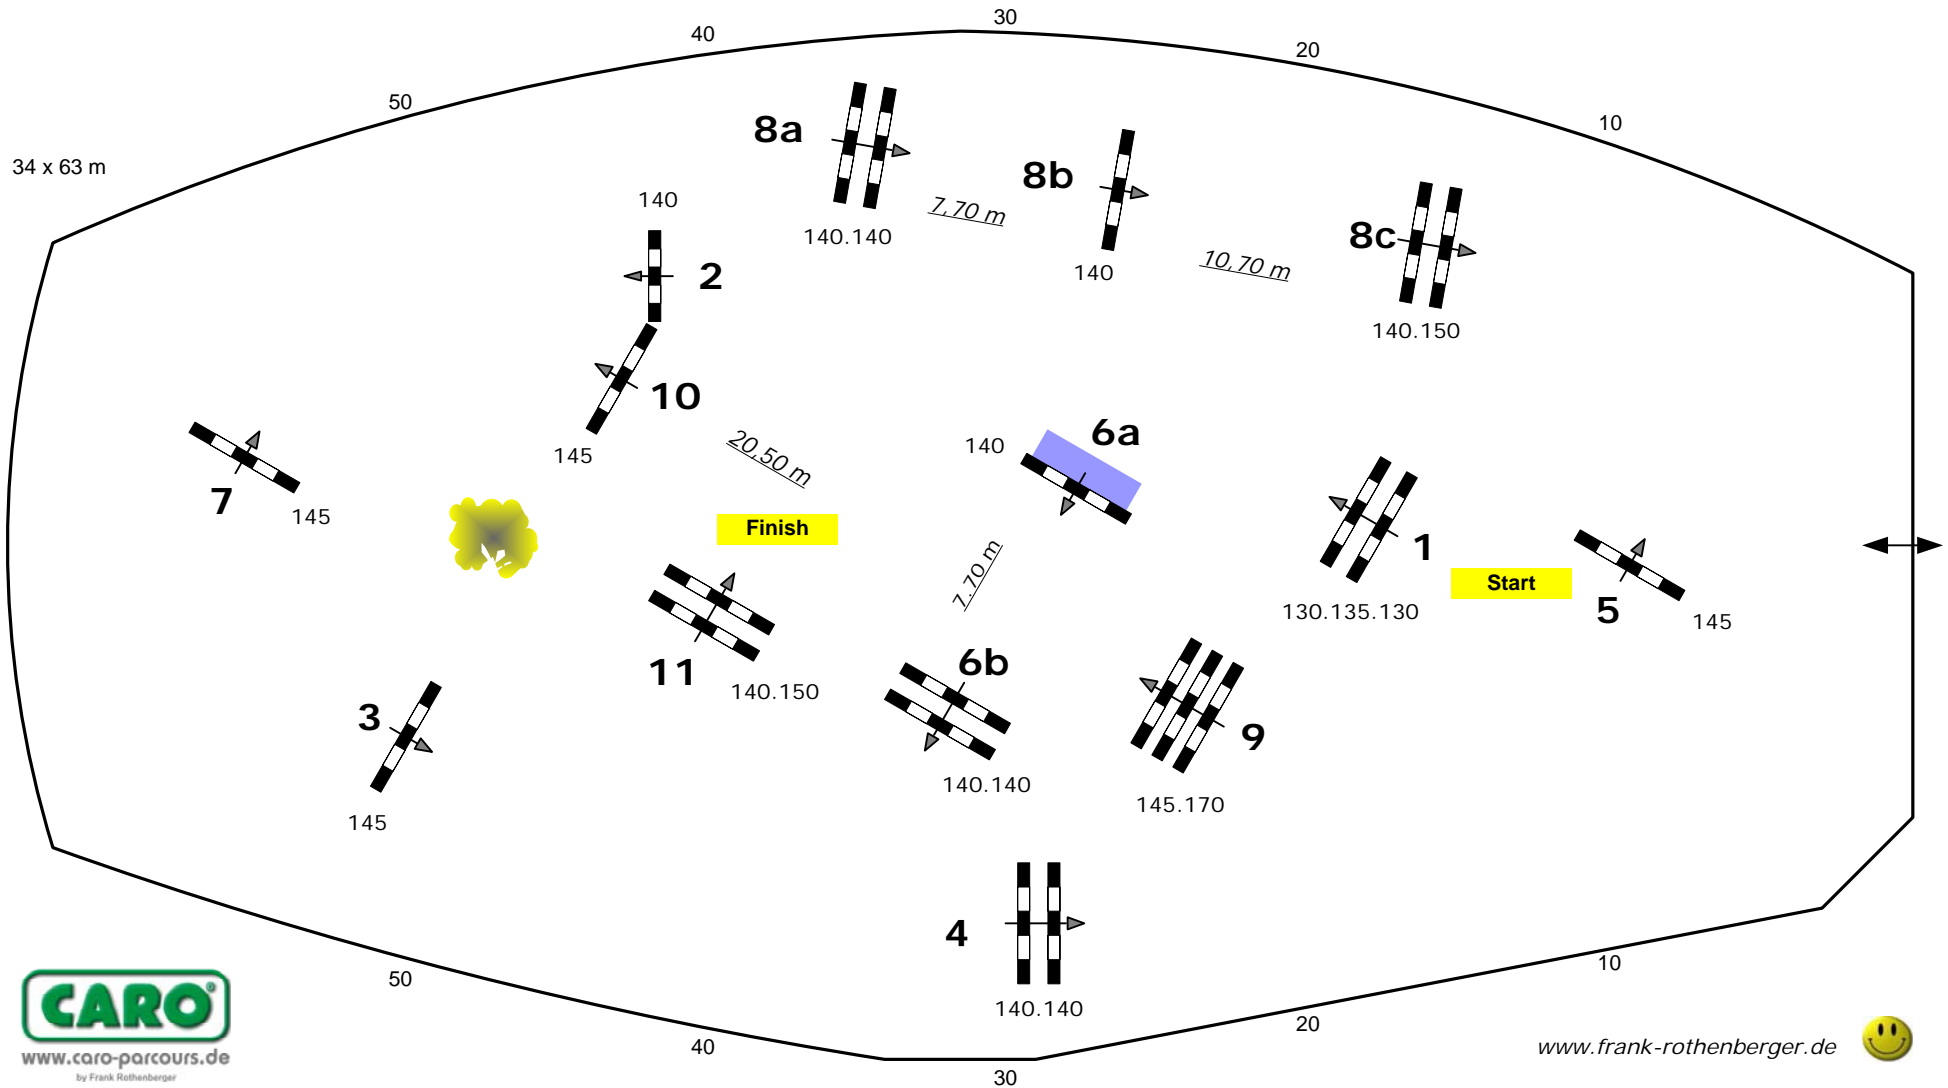 30
40
20
50
10
34 x 63 m
8a
8b
7,70 m
140.140
140
8c
10,70 m
140.150
140
2
10
145
20,50 m
140
6a
7
145
Finish
1
130.135.130
Start
5
145
7.70 m
11
140.150
6b
140.140
9
145.170
3
145
4
140.140
50
10
40
20
30
CARO®
www.caro-parcours.de
by Frank Rothenberger
www.frank-rothenberger.de